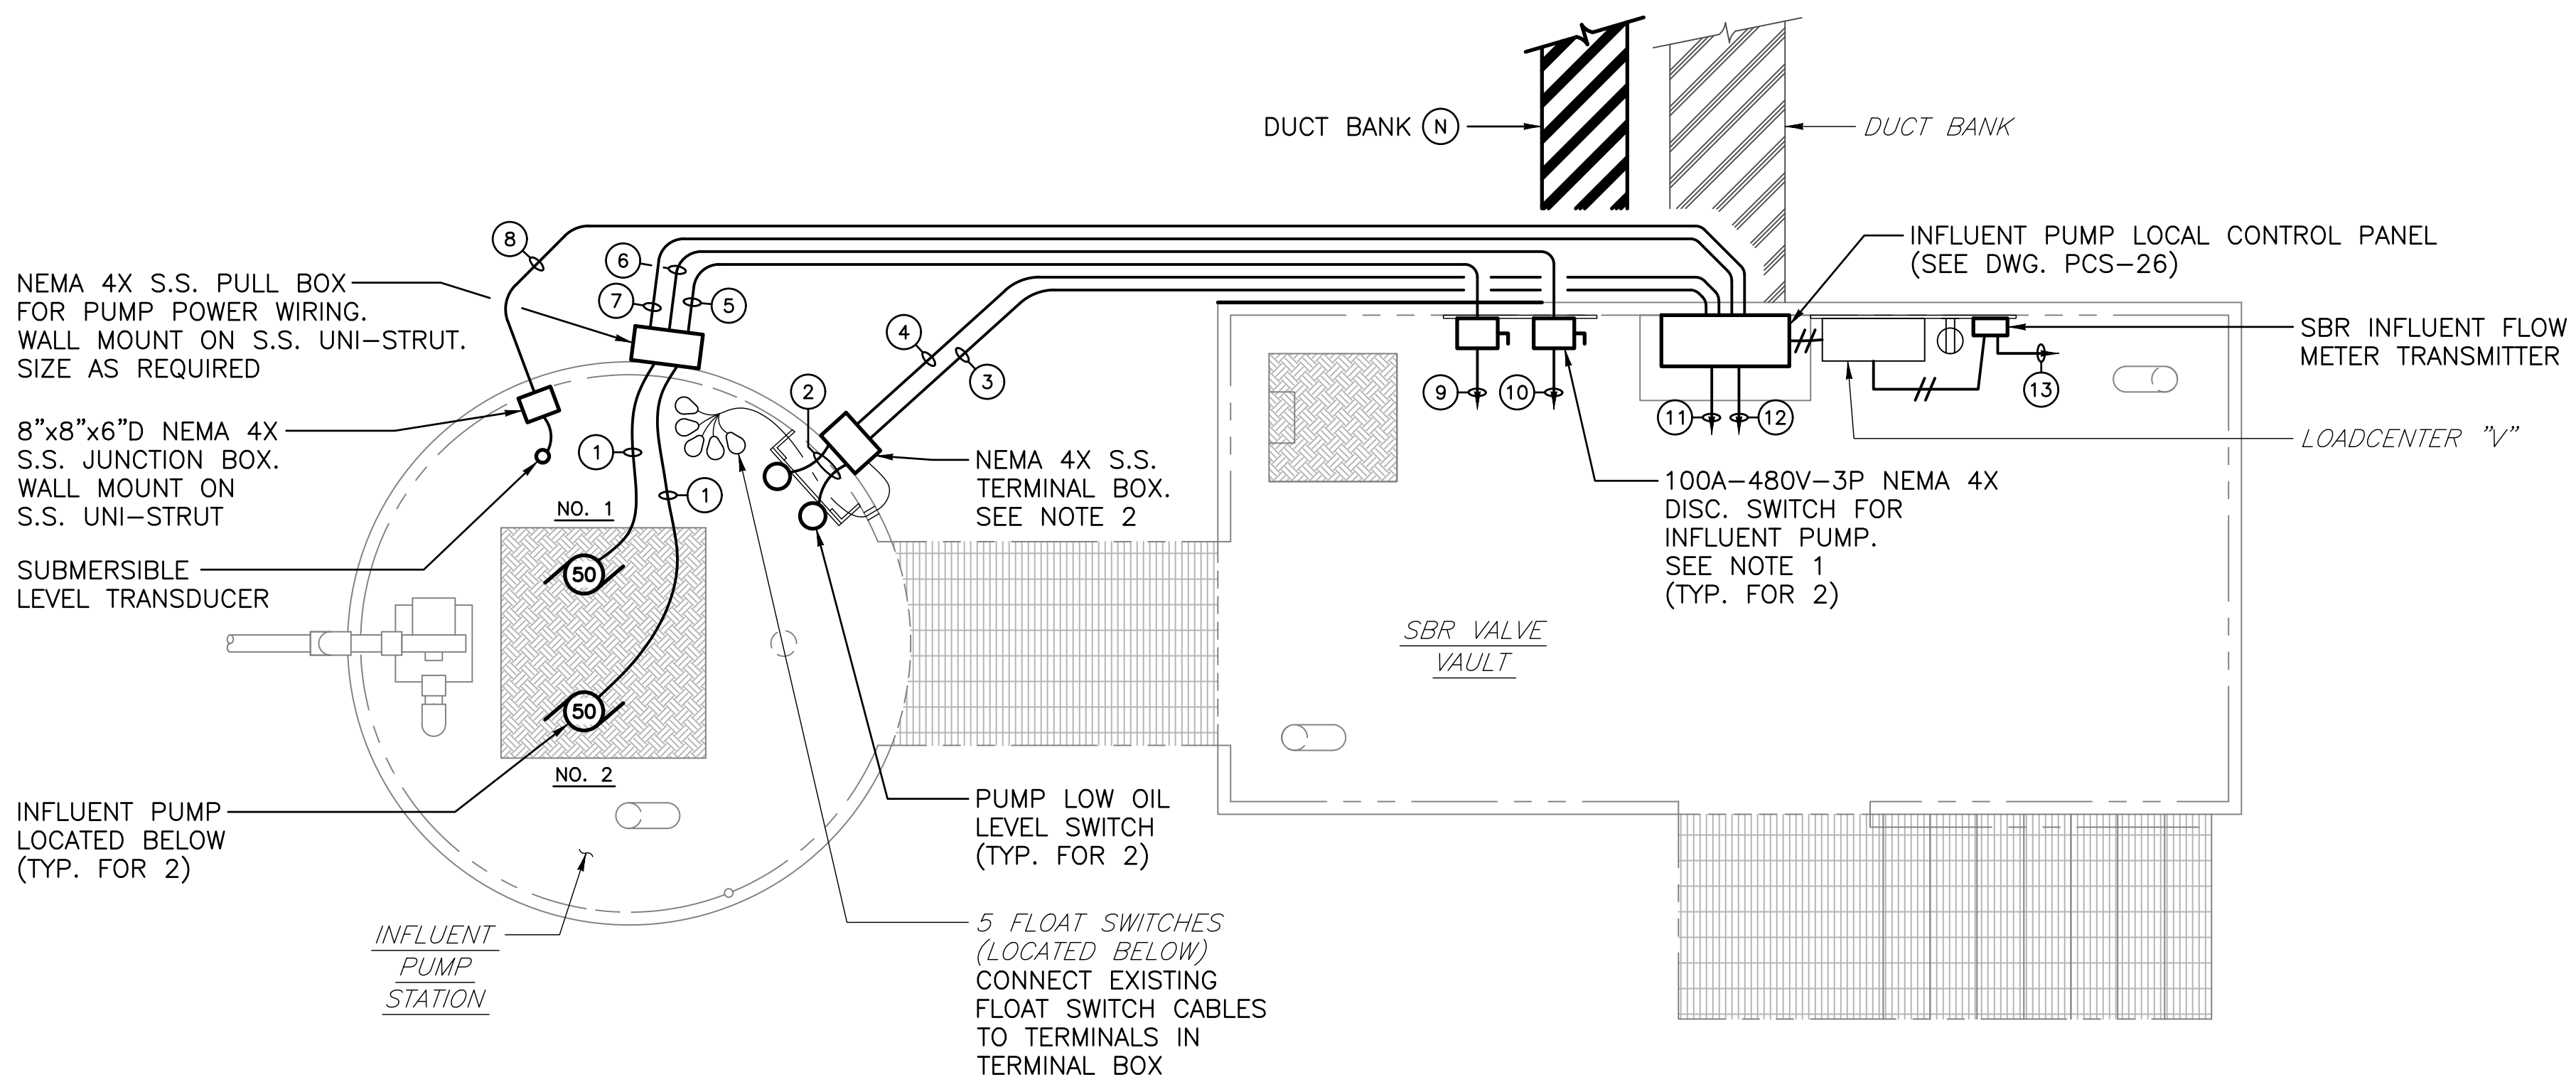 DUCT BANK N
DUCT BANK
INFLUENT PUMP LOCAL CONTROL PANEL
(SEE DWG. PCS-26)
8
6
7
5
NEMA 4X S.S. PULL BOX
FOR PUMP POWER WIRING.
WALL MOUNT ON S.S. UNI-STRUT.
SIZE AS REQUIRED
4
3
2
SBR INFLUENT FLOW
METER TRANSMITTER
9
10
11
12
13
8"x8"x6"D NEMA 4X
S.S. JUNCTION BOX.
WALL MOUNT ON
S.S. UNI-STRUT
1
1
LOADCENTER "V"
NEMA 4X S.S.
TERMINAL BOX.
SEE NOTE 2
100A-480V-3P NEMA 4X
DISC. SWITCH FOR
INFLUENT PUMP.
SEE NOTE 1
(TYP. FOR 2)
NO. 1
50
SUBMERSIBLE
LEVEL TRANSDUCER
SBR VALVE
VAULT
50
NO. 2
INFLUENT PUMP
LOCATED BELOW
(TYP. FOR 2)
PUMP LOW OIL
LEVEL SWITCH
(TYP. FOR 2)
INFLUENT
PUMP
STATION
5 FLOAT SWITCHES
(LOCATED BELOW)
CONNECT EXISTING
FLOAT SWITCH CABLES
TO TERMINALS IN
TERMINAL BOX